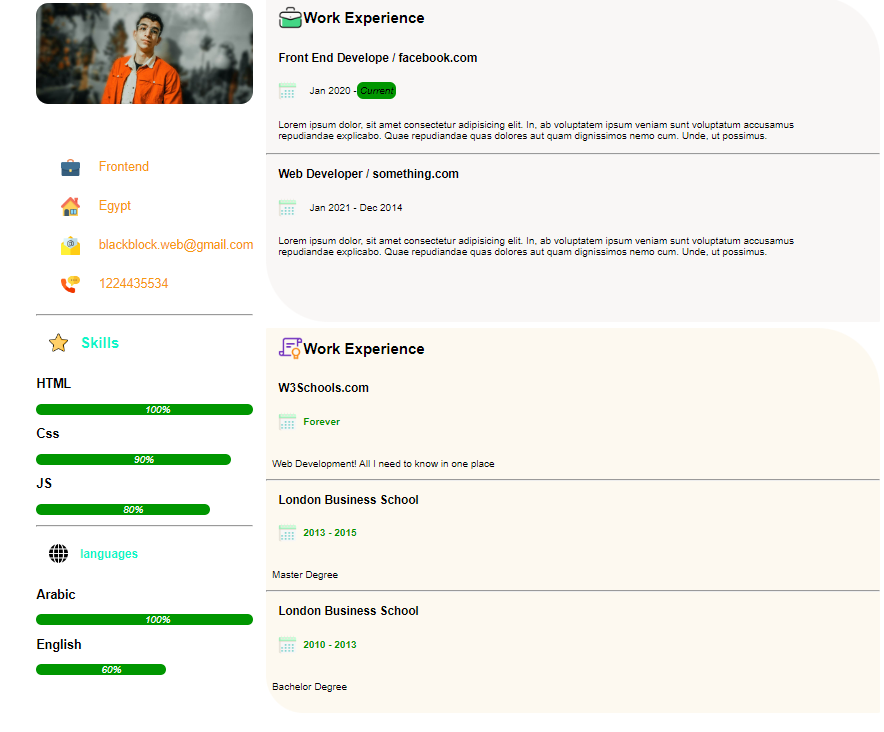 Frontend
Egypt
blackblock.web@gmail.com
1224435534
Skills
HTML
100%
Css
90%
JS
80%
languages
Arabic
100%
English
60%
Work Experience
Front End Develope / facebook.com
Jan 2020 - Current
Lorem ipsum dolor, sit amet consectetur adipisicing elit. In, ab voluptatem ipsum veniam sunt voluptatum accusamus
repudiandae explicabo. Quae repudiandae quas dolores aut quam dignissimos nemo cum. Unde, ut possimus.
Web Developer / something.com
Jan 2021 - Dec 2014
Lorem ipsum dolor, sit amet consectetur adipisicing elit. In, ab voluptatem ipsum veniam sunt voluptatum accusamus
repudiandae explicabo. Quae repudiandae quas dolores aut quam dignissimos nemo cum. Unde, ut possimus.
Work Experience
W3Schools.com
Forever
Web Development! All I need to know in one place
London Business School
2013 - 2015
Master Degree
London Business School
2010 - 2013
Bachelor Degree